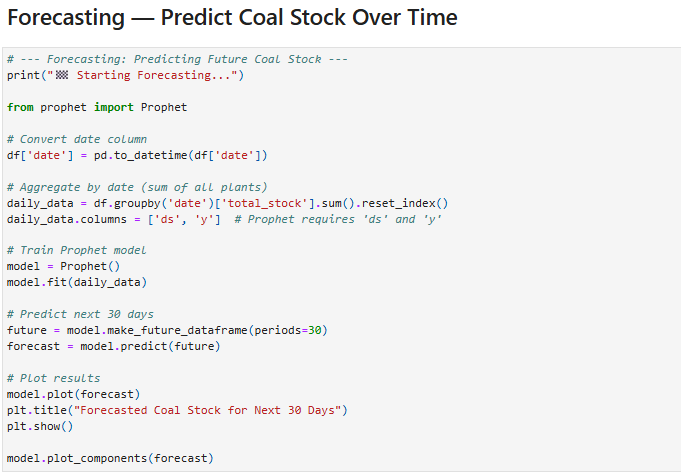 Forecasting — Predict Coal Stock Over Time
# --- Forecasting: Predicting Future Coal Stock ---
print(" Starting Forecasting...")
from prophet import Prophet
# Convert date column
df['date'] = pd.to_datetime(df['date'])
# Aggregate by date (sum of all plants)
daily_data = df.groupby('date')['total_stock'].sum().reset_index()
daily_data.columns = ['ds', 'y']  # Prophet requires 'ds' and 'y'
# Train Prophet model
model = Prophet()
model.fit(daily_data)
# Predict next 30 days
future = model.make_future_dataframe(periods=30)
forecast = model.predict(future)
# Plot results
model.plot(forecast)
plt.title("Forecasted Coal Stock for Next 30 Days")
plt.show()
model.plot_components(forecast)